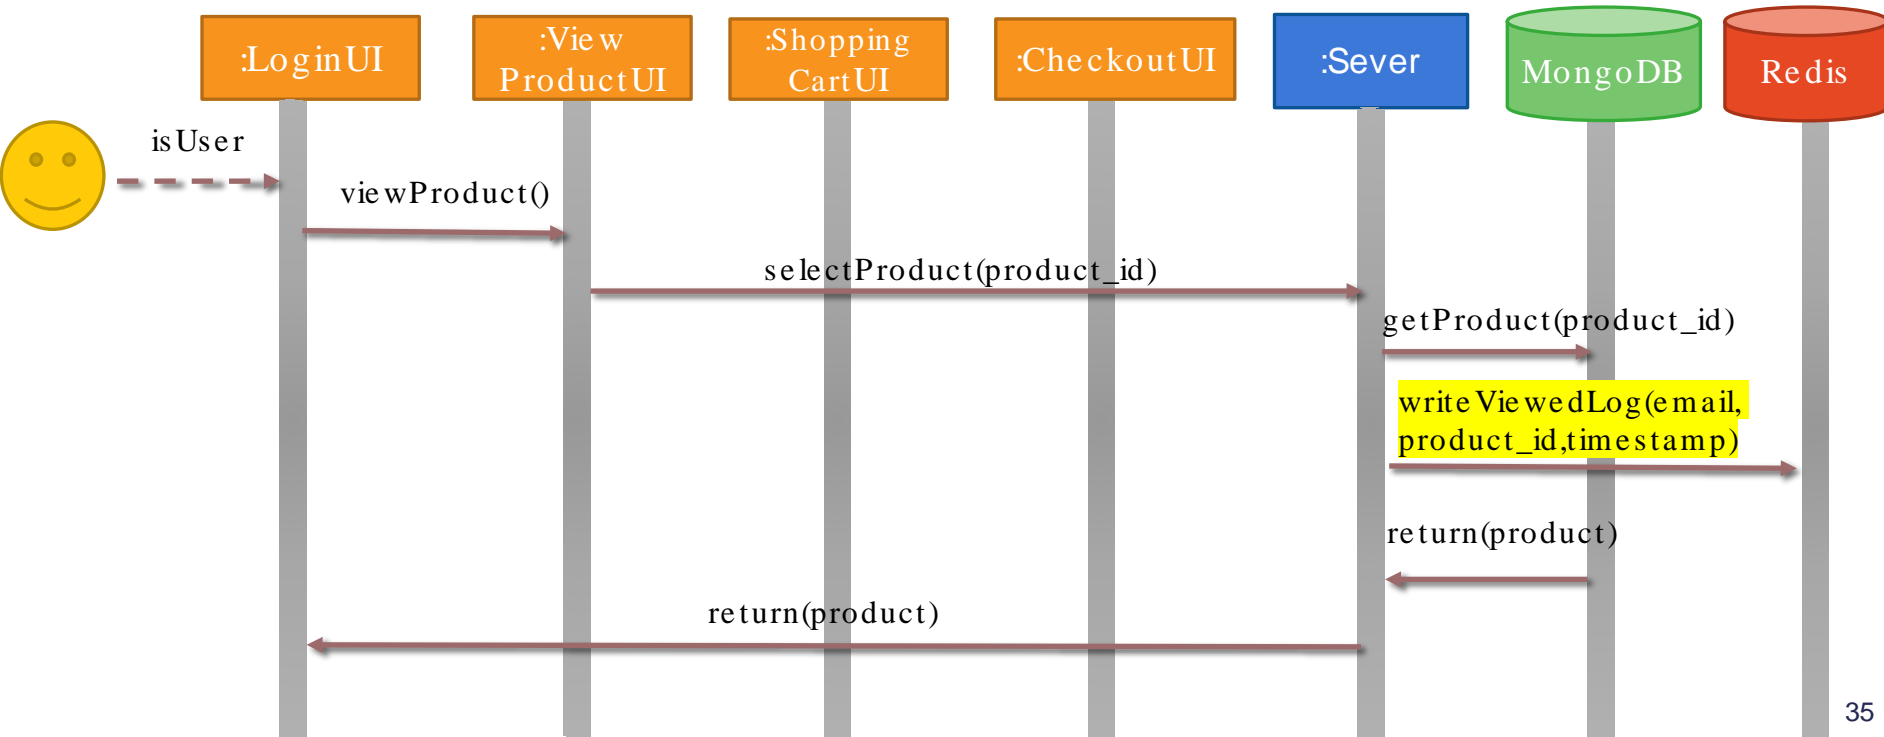 :LoginUI
:View
ProductUI
:Shopping
CartUI
:CheckoutUI
:Sever
MongoDB
Redis
isUser
viewProduct()
selectProduct(product_id)
getProduct(product_id)
writeViewedLog(email,
product_id,timestamp)
return(product)
return(product)
35